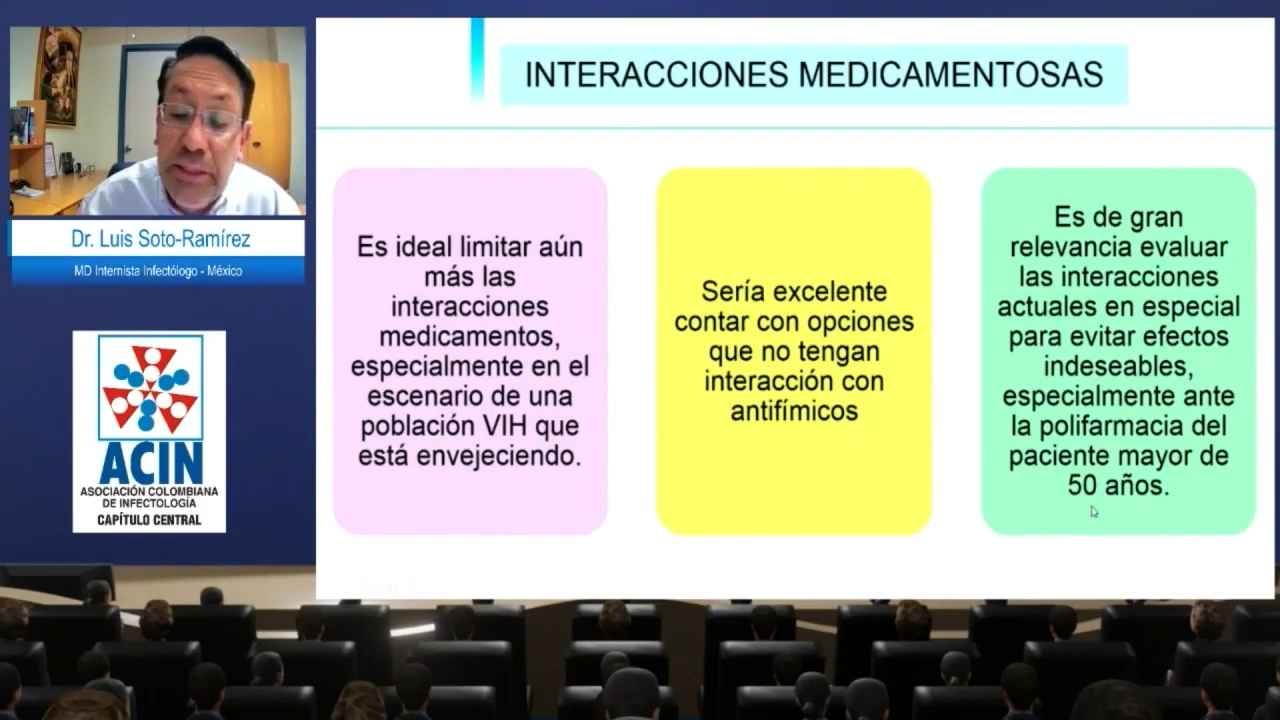 Dr. Luis Soto-Ramírez
MD Internista Infectólogo - México
ACIN
ASOCIACIÓN COLOMBIANA
DE INFECTOLOGÍA
CAPÍTULO CENTRAL
INTERACCIONES MEDICAMENTOSAS
Es ideal limitar aún
más las
interacciones
medicamentos,
especialmente en el
escenario de una
población VIH que
está envejeciendo.
Sería excelente
contar con opciones
que no tengan
interacción con
antifímicos
Es de gran
relevancia evaluar
las interacciones
actuales en especial
para evitar efectos
indeseables,
especialmente ante
la polifarmacia del
paciente mayor de
50 años.